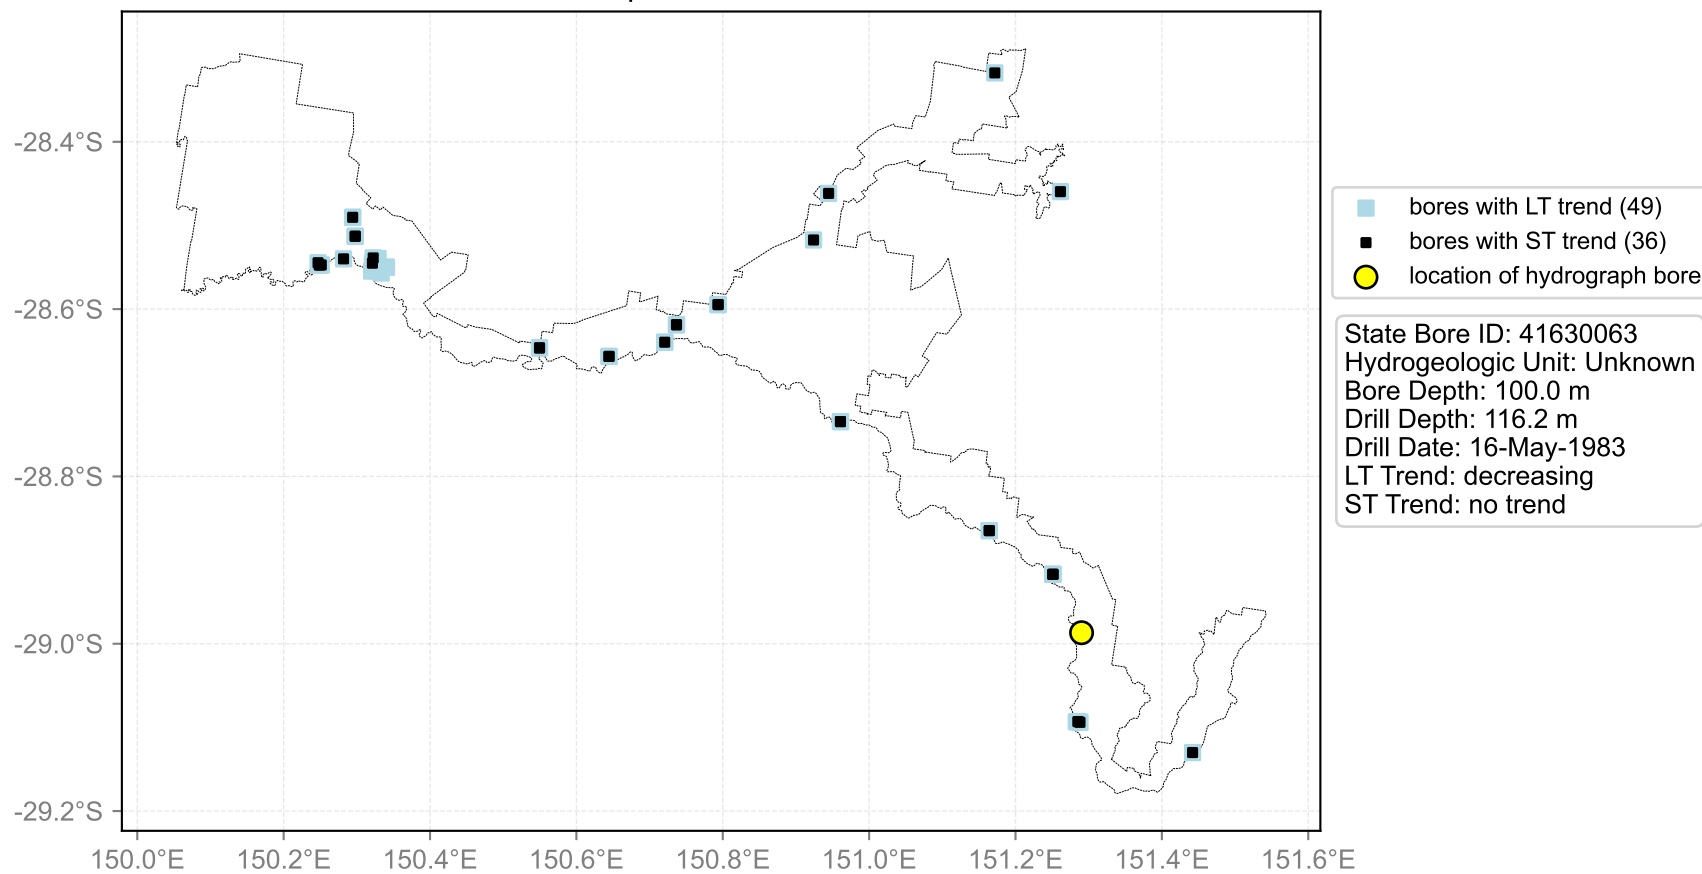 -28.4°S
-28.6°S
-28.8°S
-29.0°S
-29.2°S
150.0°E 150.2°E 150.4°E 150.6°E 150.8°E 151.0°E 151.2°E 151.4°E 151.6°E
bores with LT trend (49)
bores with ST trend (36)
location of hydrograph bore
State Bore ID: 41630063
Hydrogeologic Unit: Unknown
Bore Depth: 100.0 m
Drill Depth: 116.2 m
Drill Date: 16-May-1983
LT Trend: decreasing
ST Trend: no trend